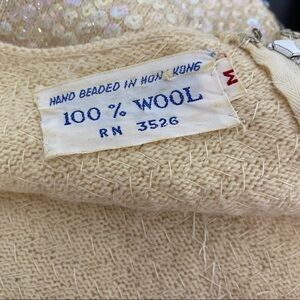 HAND BEADED IN HONG KONG
100 % WOOL
RN 3526
M